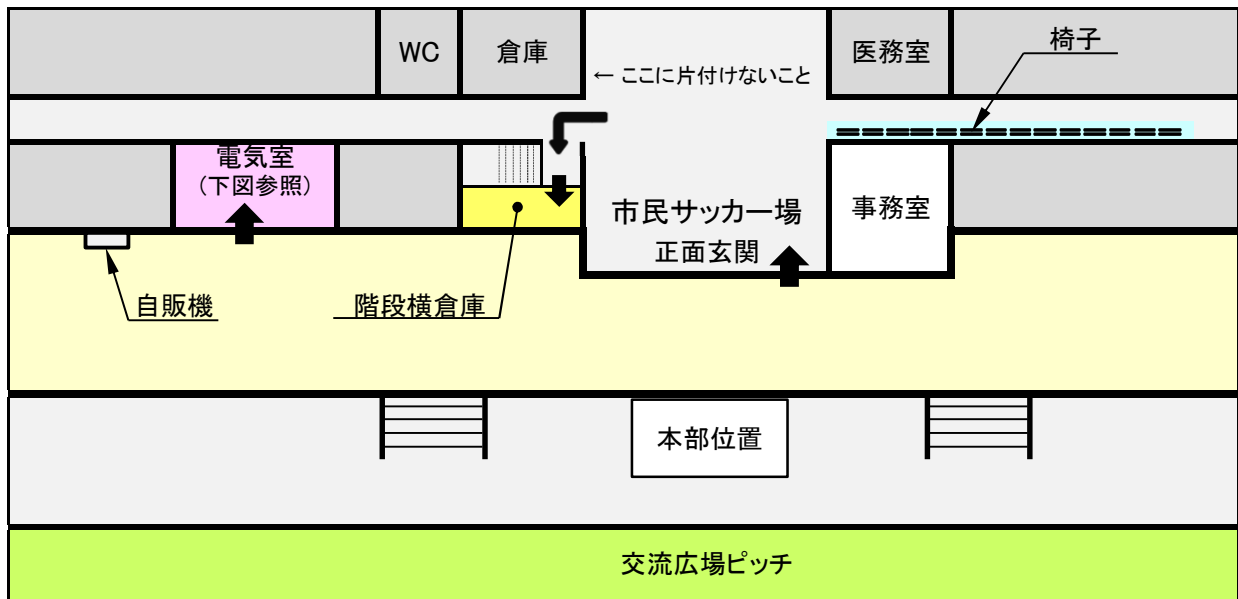 WC
倉庫
← ここに片付けないこと
医務室
椅子
電気室
(下図参照)
市民サッカー場
正面玄関
事務室
自販機
階段横倉庫
本部位置
交流広場ピッチ